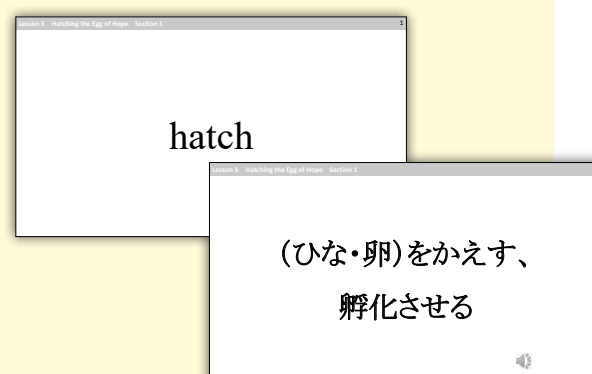 Lesson 3 Hatching the Egg of Hope Section 1 1
hatch
Lesson 3 Hatching the Egg of Hope Section 1
(ひな・卵)をかえす、
孵化させる